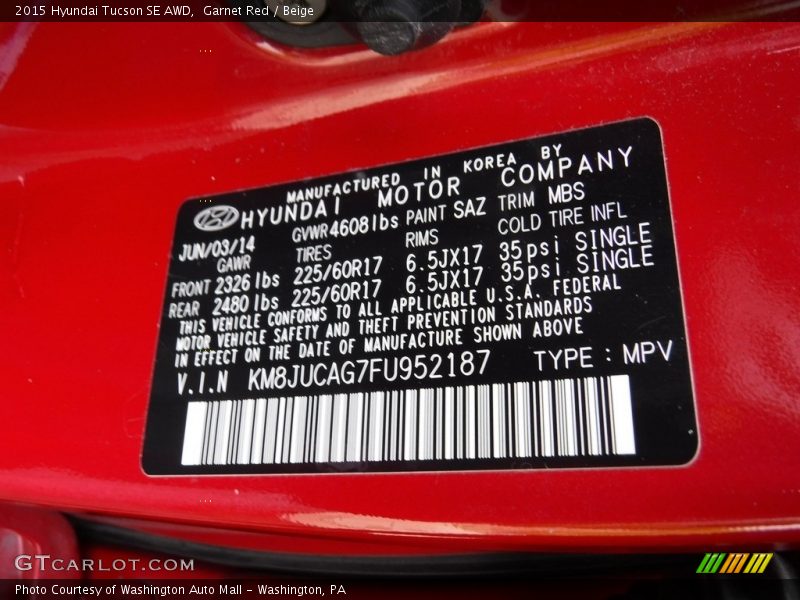 2015 Hyundai Tucson SE AWD,  Garnet Red / Beige
MANUFACTURED IN KOREA BY
HYUNDAI MOTOR COMPANY
JUN/03/14 GVWR4608lbs PAINT SAZ TRIM MBS
GAWR TIRES RIMS COLD TIRE INFL
FRONT 2326 lbs 225/60R17 6.5JX17 35psi SINGLE
REAR 2480 lbs 225/60R17 6.5JX17 35psi SINGLE
THIS VEHICLE CONFORMS TO ALL APPLICABLE U.S.A. FEDERAL
MOTOR VEHICLE SAFETY AND THEFT PREVENTION STANDARDS
IN EFFECT ON THE DATE OF MANUFACTURE SHOWN ABOVE
V.I.N KM8JUCAG7FU952187 TYPE : MPV
GTCARLOT.COM
Photo Courtesy of Washington Auto Mall - Washington, PA